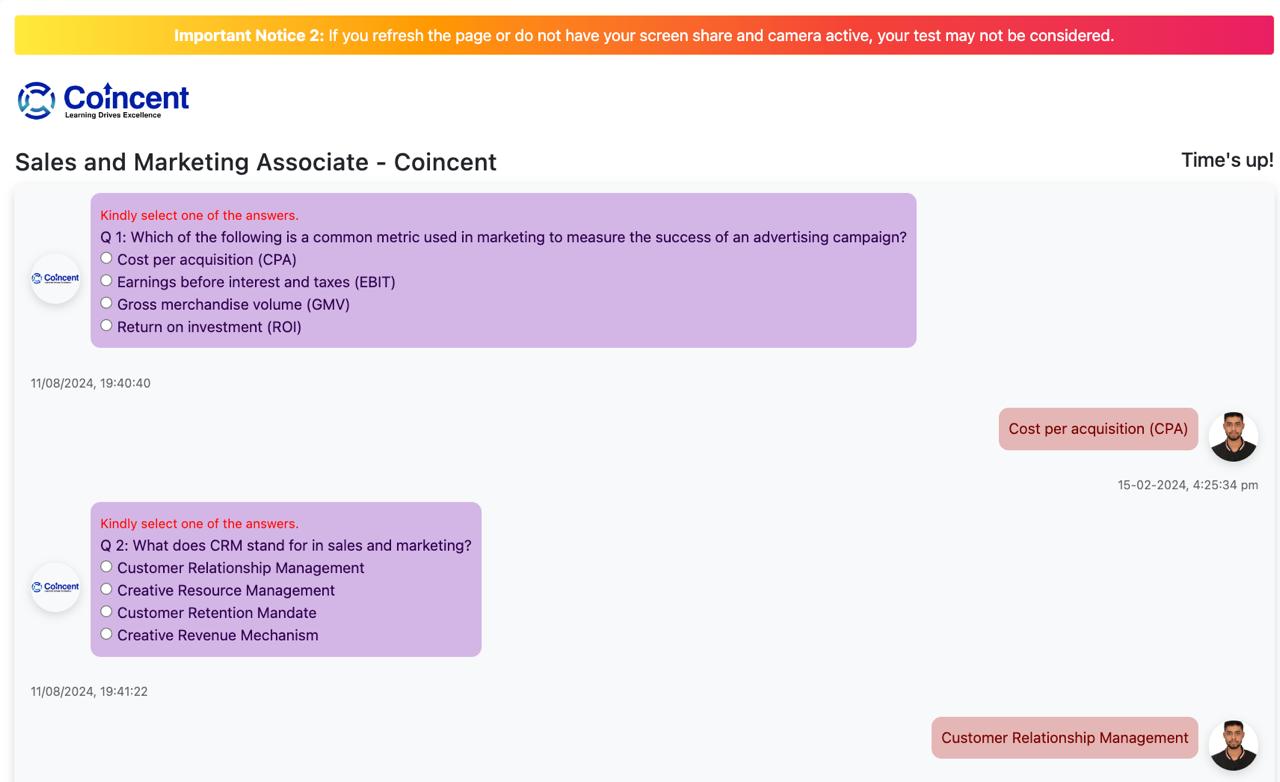 Important Notice 2: If you refresh the page or do not have your screen share and camera active, your test may not be considered.
Coincent
Learning Drives Excellence
Sales and Marketing Associate - Coincent
Time's up!
Kindly select one of the answers.
Q 1: Which of the following is a common metric used in marketing to measure the success of an advertising campaign?
Cost per acquisition (CPA)
Earnings before interest and taxes (EBIT)
Coincent
Gross merchandise volume (GMV)
Return on investment (ROI)
11/08/2024, 19:40:40
Cost per acquisition (CPA)
15-02-2024, 4:25:34 pm
Kindly select one of the answers.
Q 2: What does CRM stand for in sales and marketing?
Customer Relationship Management
Coincent
Creative Resource Management
Customer Retention Mandate
Creative Revenue Mechanism
11/08/2024, 19:41:22
Customer Relationship Management